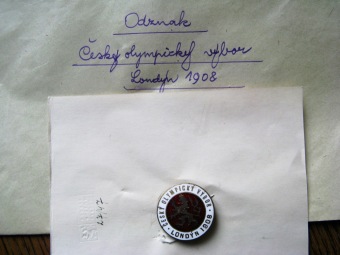 Odznak
Český olympický výbor
Londýn 1908
ČESKÝ OLYMPICKÝ VÝBOR
LONDÝN 1908